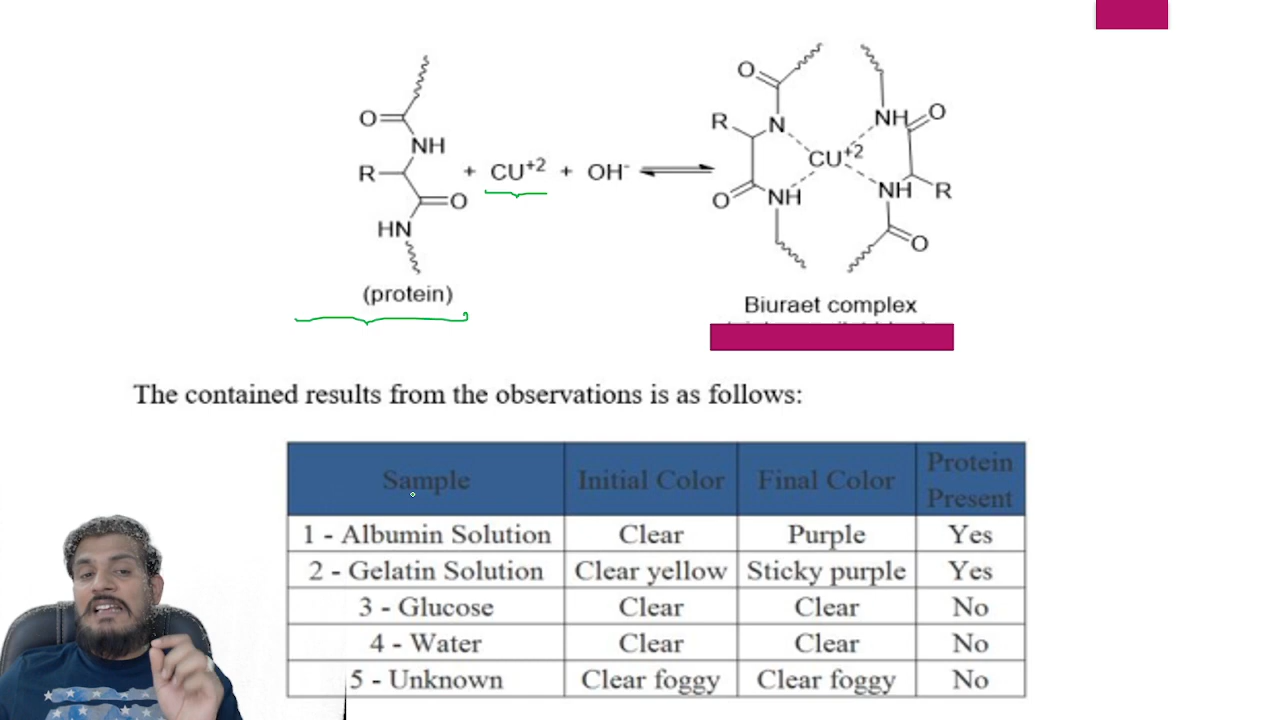 O
NH
R
O
HN
(protein)
+ CU+2 + OH-
O
R
N
NH
O
CU+2
NH
O
NH
R
O
Biuraet complex
The contained results from the observations is as follows:
Sample Initial Color Final Color Protein Present
1 - Albumin Solution Clear Purple Yes
2 - Gelatin Solution Clear yellow Sticky purple Yes
3 - Glucose Clear Clear No
4 - Water Clear Clear No
5 - Unknown Clear foggy Clear foggy No